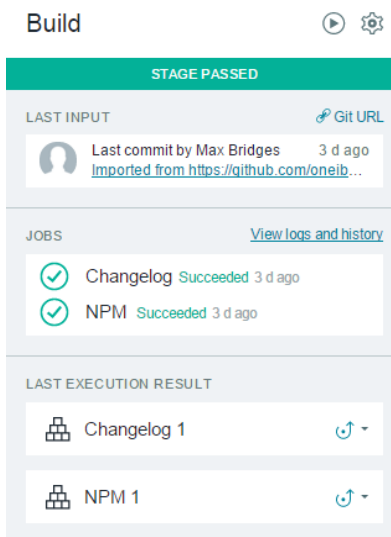 Build
STAGE PASSED
LAST INPUT
Git URL
Last commit by Max Bridges 3 d ago
Imported from https://github.com/oneib...
JOBS View logs and history
Changelog Succeeded 3 d ago
NPM Succeeded 3 d ago
LAST EXECUTION RESULT
Changelog 1
NPM 1